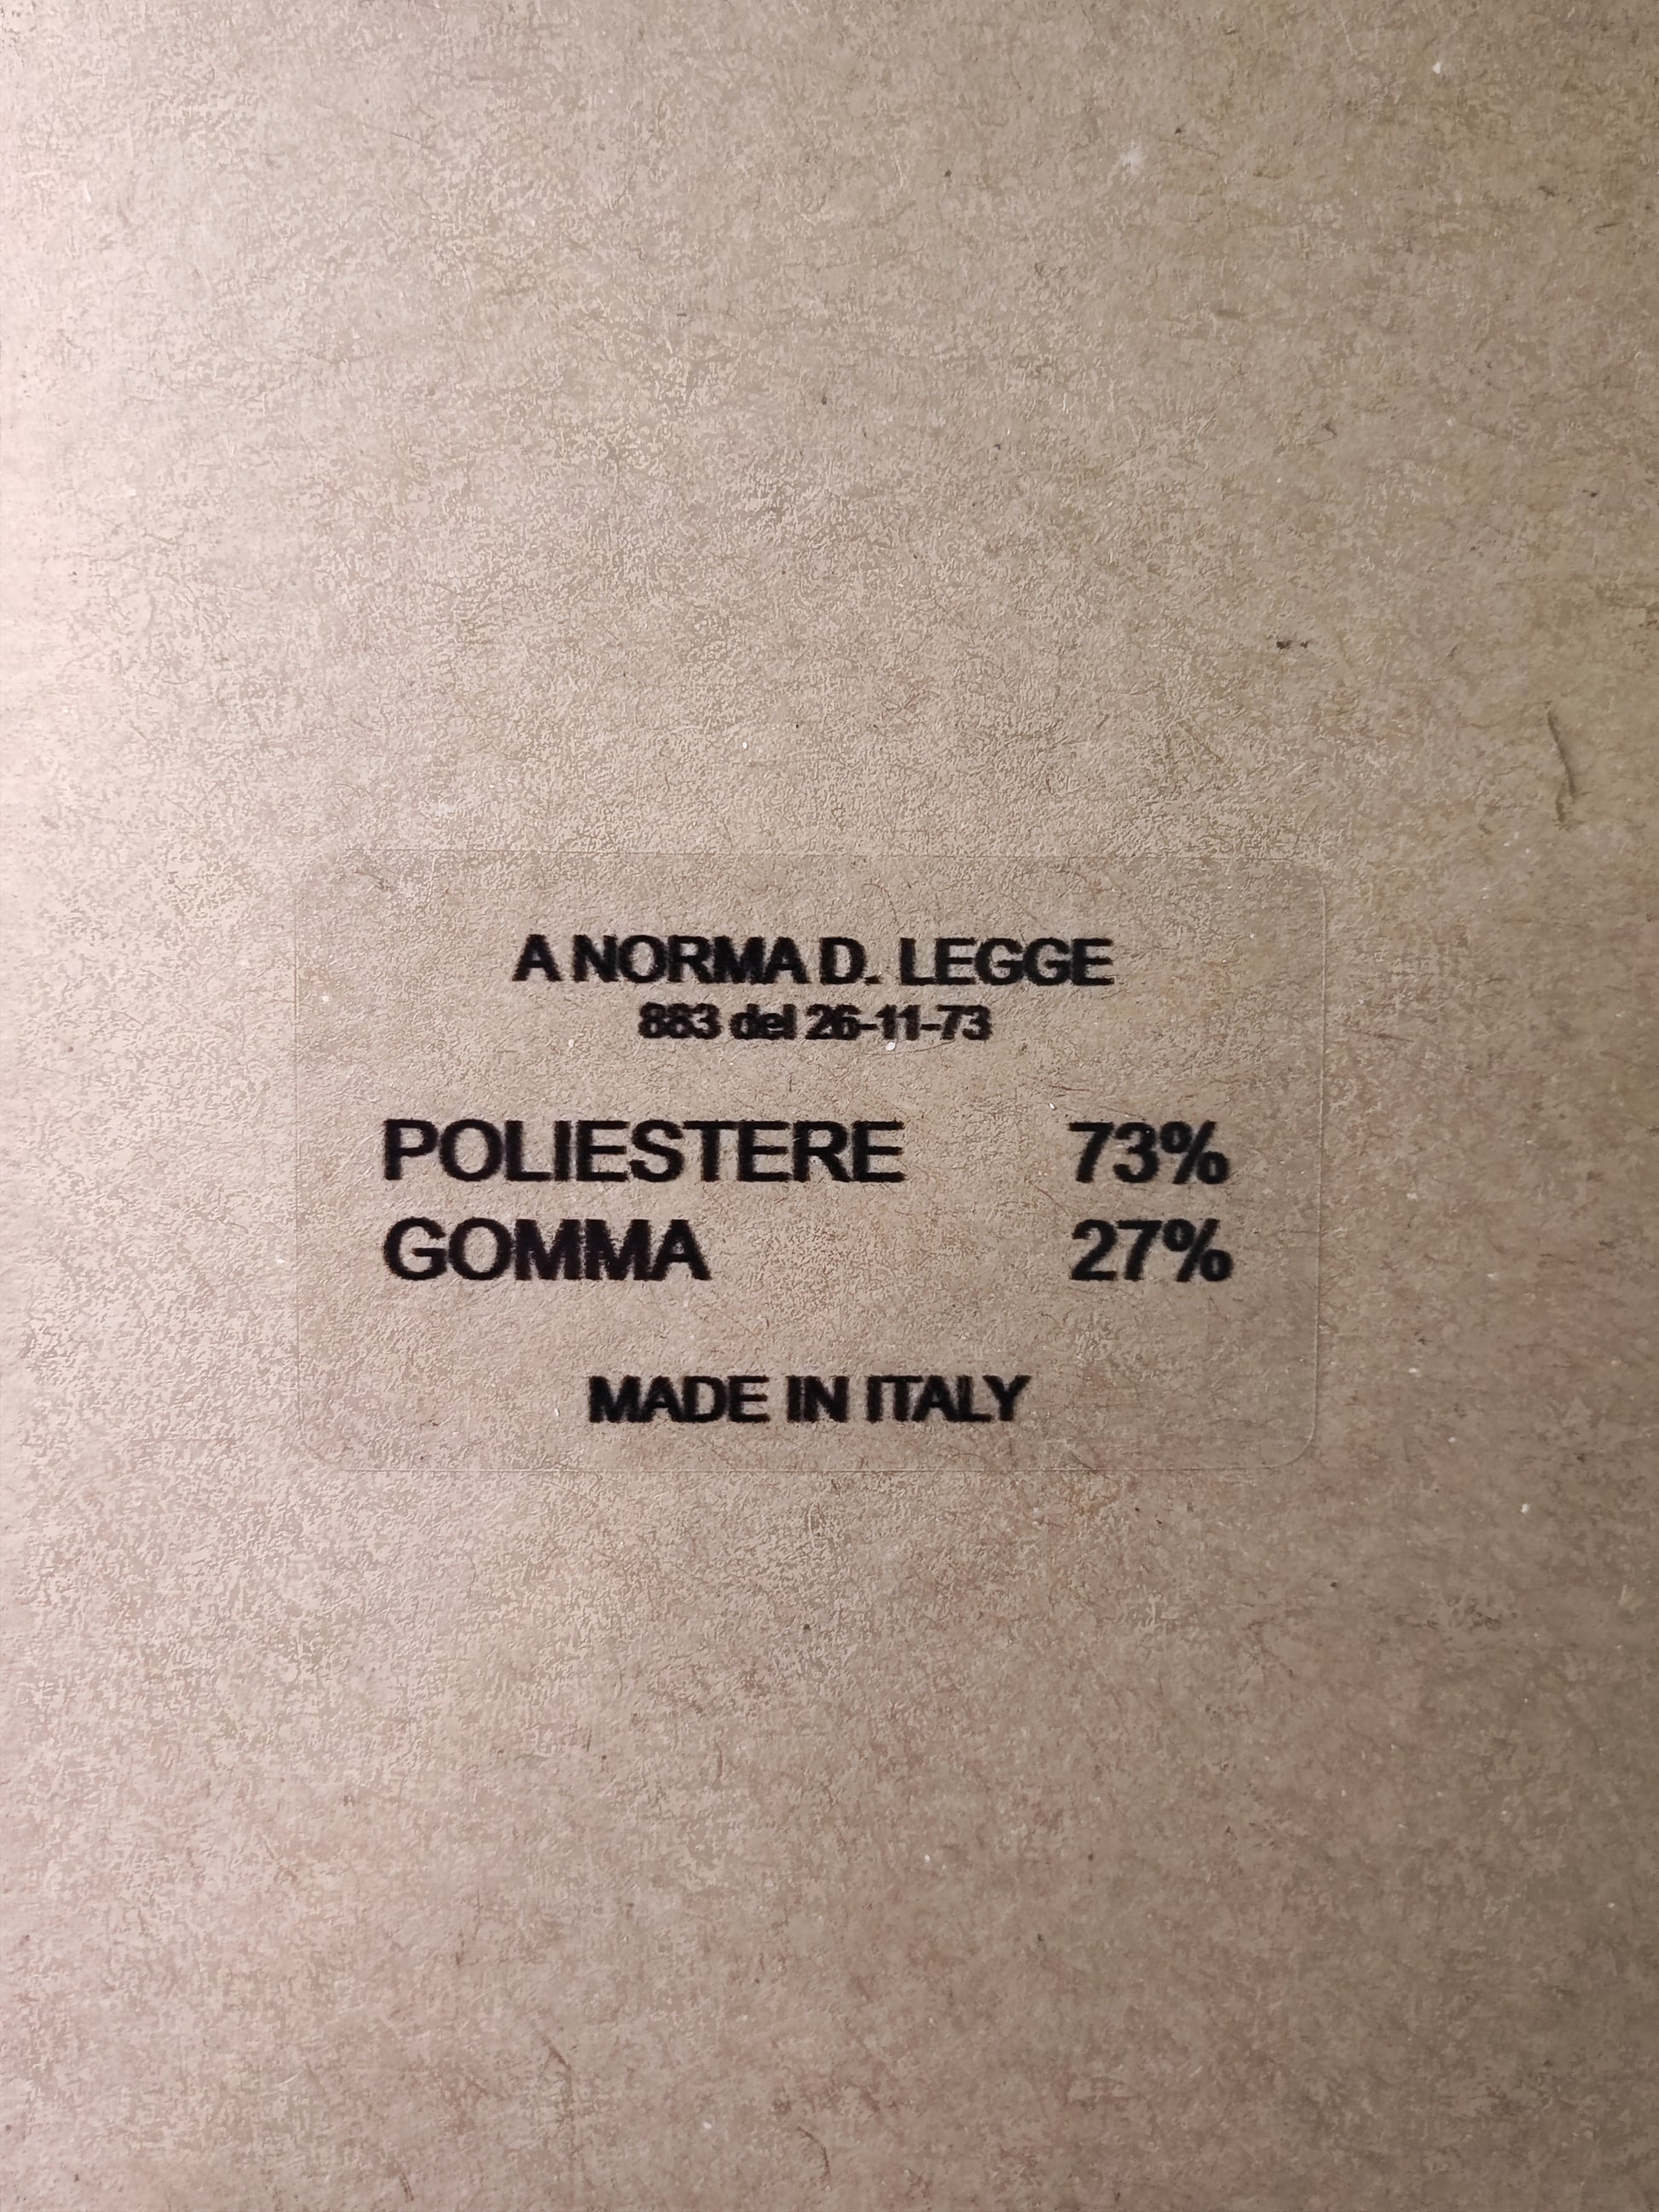 A NORMA D. LEGGE
883 del 26-11-73
POLIESTERE 73%
GOMMA 27%
MADE IN ITALY